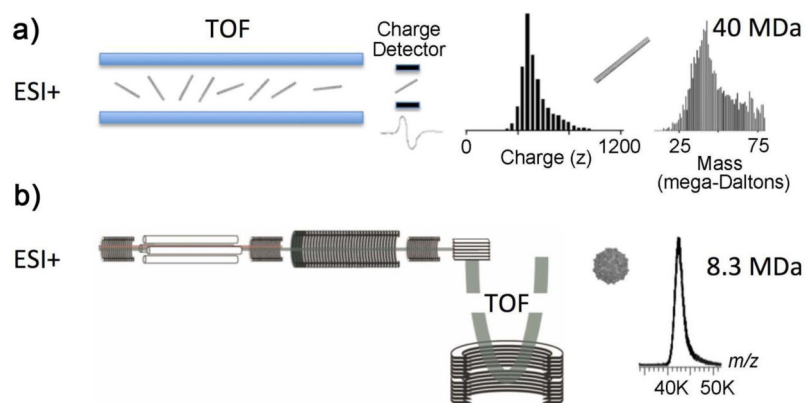 a)
TOF
Charge
Detector
40 MDa
ESI+
0
1200
Charge (z)
25
75
Mass
(mega-Daltons)
b)
ESI+
8.3 MDa
TOF
m/z
40K
50K